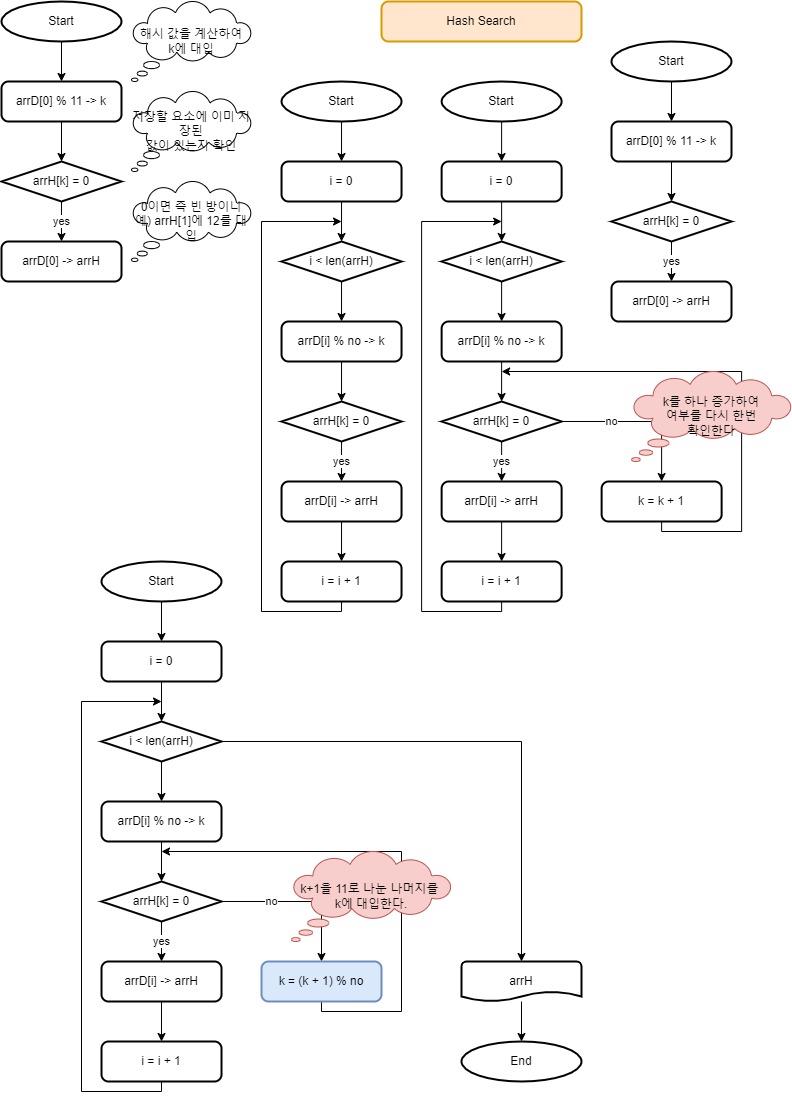 Hash Search
Start
해시 값을 계산하여
k에 대입
arrD[0] % 11 -> k
저장할 요소에 이미 저
장된
값이 있는지 확인
arrH[k] = 0
0이면 즉 빈 방이니
예) arrH[1]에 12를 대
입
yes
arrD[0] -> arrH
Start
i = 0
i < len(arrH)
arrD[i] % no -> k
arrH[k] = 0
yes
arrD[i] -> arrH
i = i + 1
Start
i = 0
i < len(arrH)
arrD[i] % no -> k
arrH[k] = 0
no
k를 하나 증가하여
여부를 다시 한번
확인한다
k = k + 1
yes
arrD[i] -> arrH
i = i + 1
Start
arrD[0] % 11 -> k
arrH[k] = 0
yes
arrD[0] -> arrH
Start
i = 0
i < len(arrH)
arrD[i] % no -> k
arrH[k] = 0
no
k+1을 11로 나눈 나머지를
k에 대입한다.
k = (k + 1) % no
yes
arrD[i] -> arrH
i = i + 1
arrH
End